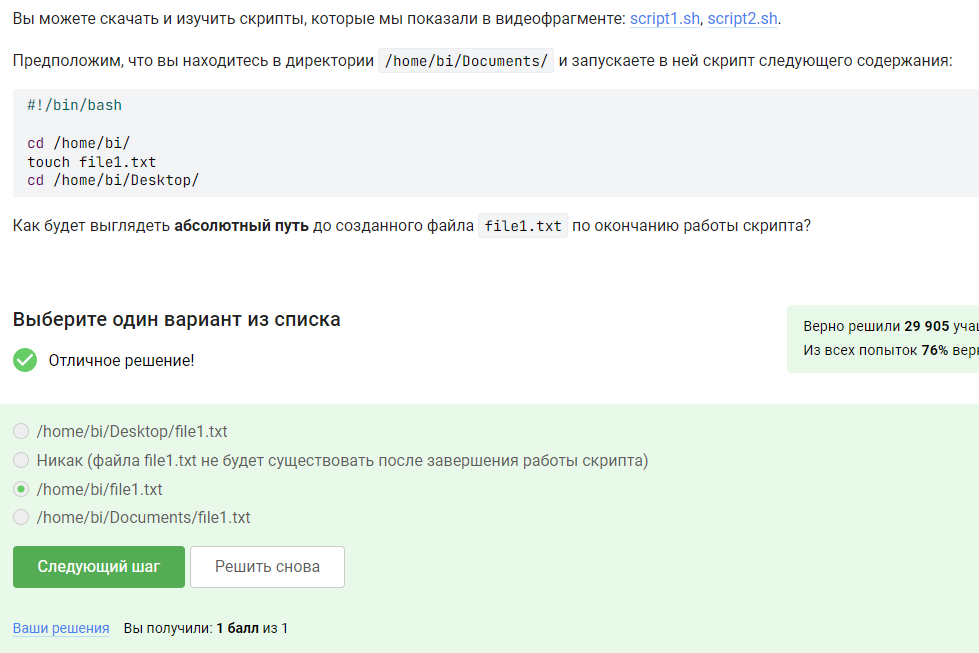 Вы можете скачать и изучить скрипты, которые мы показали в видеофрагменте: script1.sh, script2.sh.
Предположим, что вы находитесь в директории /home/bi/Documents/ и запускаете в ней скрипт следующего содержания:
#!/bin/bash
cd /home/bi/
touch file1.txt
cd /home/bi/Desktop/
Как будет выглядеть абсолютный путь до созданного файла file1.txt по окончанию работы скрипта?
Выберите один вариант из списка
Верно решили 29 905
Отличное решение!
Из всех попыток 76%
/home/bi/Desktop/file1.txt
Никак (файла file1.txt не будет существовать после завершения работы скрипта)
/home/bi/file1.txt
/home/bi/Documents/file1.txt
Следующий шаг
Решить снова
Ваши решения Вы получили: 1 балл из 1